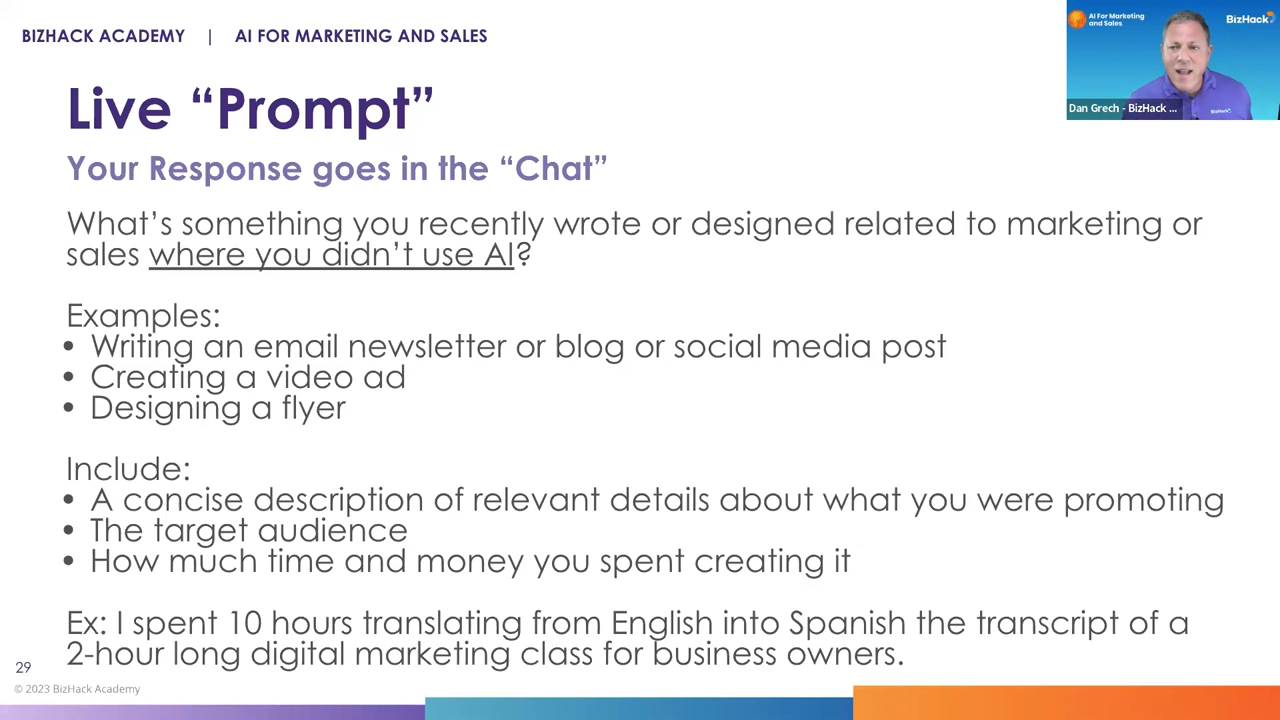 BIZHACK ACADEMY | AI FOR MARKETING AND SALES
AI For Marketing
and Sales
BizHack
Dan Grech - BizHack ...
Live “Prompt”
Your Response goes in the “Chat”
What’s something you recently wrote or designed related to marketing or
sales where you didn’t use AI?
Examples:
• Writing an email newsletter or blog or social media post
• Creating a video ad
• Designing a flyer
Include:
• A concise description of relevant details about what you were promoting
• The target audience
• How much time and money you spent creating it
Ex: I spent 10 hours translating from English into Spanish the transcript of a
2-hour long digital marketing class for business owners.
29
© 2023 BizHack Academy